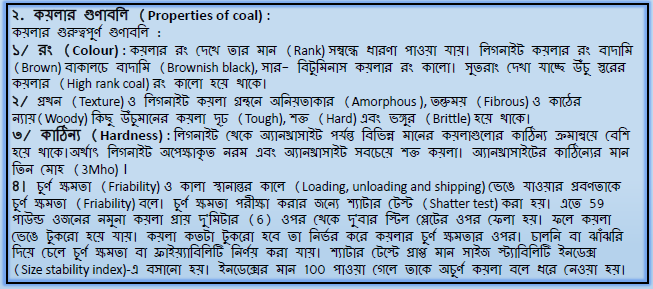 ২. কয়লার গুণাবলি (Properties of coal) :
কয়লার গুরুত্বপূর্ণ গুণাবলি :
১/ রং (Colour) : কয়লার রং দেখে তার মান (Rank) সম্বন্ধে ধারণা পাওয়া যায়। লিগনাইট কয়লার রং বাদামি
(Brown) বাকালচে বাদামি (Brownish black), সার- বিটুমিনাস কয়লার রং কালো। সুতরাং দেখা যাচ্ছে উঁচু স্তরের
কয়লার (High rank coal) রং কালো হয়ে থাকে।
২/ প্রথন (Texture) ও লিগনাইট কয়লা গ্রন্থনে অনিয়তাকার (Amorphous), তন্তুময় (Fibrous) ও কাঠের
ন্যায় (Woody) কিন্তু উঁচুমানের কয়লা দৃঢ় (Tough), শক্ত (Hard) এবং ভঙ্গুর (Brittle) হয়ে থাকে।
৩/ কাঠিন্য (Hardness) : লিগনাইট থেকে অ্যানথ্রাসাইট পর্যন্ত বিভিন্ন মানের কয়লাগুলোর কাঠিন্য ক্রমান্বয়ে বেশি
হয়ে থাকে।অর্থাৎ লিগনাইট অপেক্ষাকৃত নরম এবং অ্যানথ্রাসাইট সবচেয়ে শক্ত কয়লা। অ্যানথ্রাসাইটের কাঠিন্যের মান
তিন মোহ (3Mho) ।
৪। চূর্ণ ক্ষমতা (Friability) ও কালা স্থানান্তর কালে (Loading, unloading and shipping) ভেঙে যাওয়ার প্রবণতাকে
চূর্ণ ক্ষমতা (Friability) বলে। চূর্ণ ক্ষমতা পরীক্ষা করার জন্যে শ্যাটার টেস্ট (Shatter test) করা হয়। এতে 59
পাউন্ড ওজনের নমুনা কয়লা প্রায় দু'মিটার (6) ওপর থেকে দু'বার স্টিল প্লেটের ওপর ফেলা হয়। ফলে কয়লা
ভেঙে টুকরো হয়ে যায়। কয়লা কতটা টুকরো হবে তা নির্ভর করে কয়লার চূর্ণ ক্ষমতার ওপর। চালনি বা ঝাঁঝরি
দিয়ে চেলে চূর্ণ ক্ষমতা বা ফ্রাইয়্যাবিলিটি নির্ণয় করা যায়। শ্যাটার টেস্টে প্রাপ্ত মান সাইজ স্ট্যাবিলিটি ইনডেক্স
(Size stability index)-এ বসানো হয়। ইনডেক্সের মান 100 পাওয়া গেলে তাকে অচূর্ণ কয়লা বলে ধরে নেওয়া হয়।